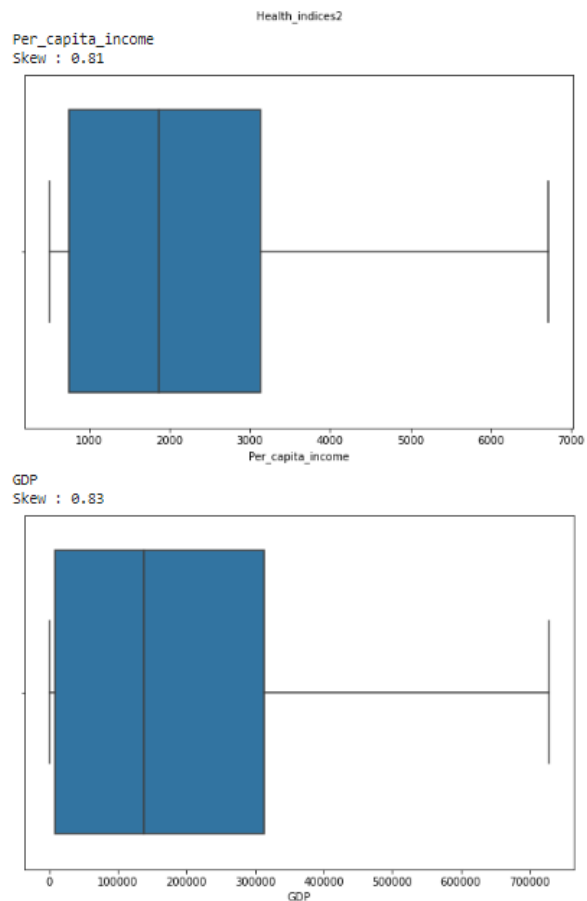 Health_indices2
Per_capita_income
Skew : 0.81
1000 2000 3000 4000 5000 6000 7000
Per_capita_income
GDP
Skew : 0.83
0 100000 200000 300000 400000 500000 600000 700000
GDP